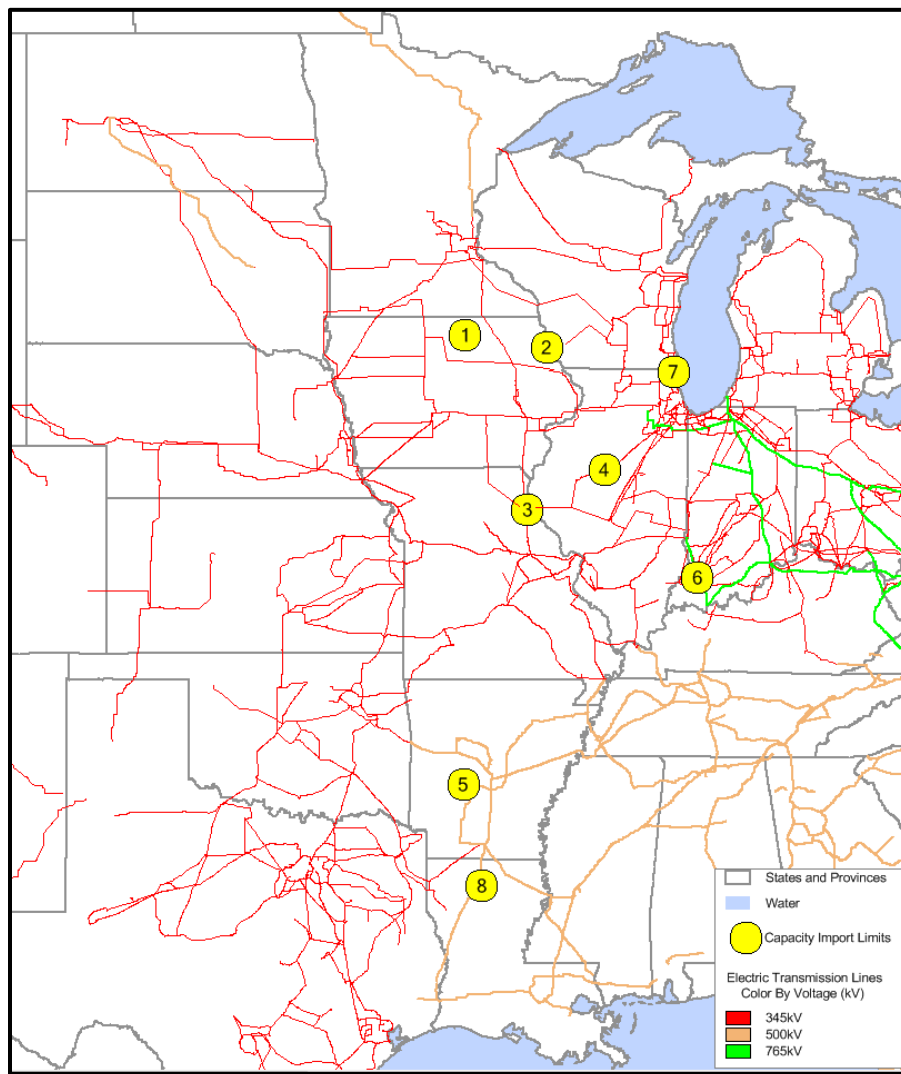 1
2
7
4
3
6
5
8
States and Provinces
Water
Capacity Import Limits
Electric Transmission Lines
Color By Voltage (kV)
345kV
500kV
765kV